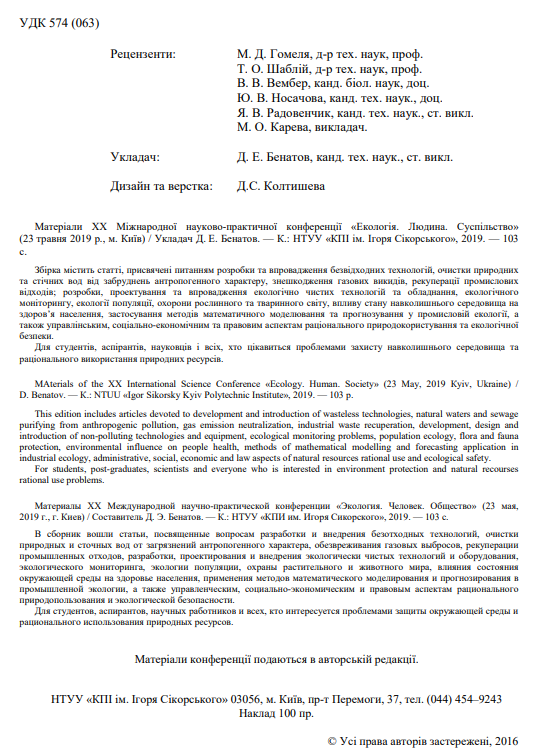 УДК 574 (063)
Рецензенти: М. Д. Гомеля, д-р тех. наук, проф.
Т. О. Шаблій, д-р тех. наук, проф.
В. В. Вембер, канд. біол. наук, доц.
Ю. В. Носачова, канд. тех. наук., доц.
Я. В. Радовенчик, канд. тех. наук., ст. викл.
М. О. Карева, викладач.
Укладач: Д. Е. Бенатов, канд. тех. наук., ст. викл.
Дизайн та верстка: Д.С. Колтишева
Матеріали XX Міжнародної науково-практичної конференції «Екологія. Людина. Суспільство»
(23 травня 2019 р., м. Київ) / Укладач Д. Е. Бенатов. — К.: НТУУ «КПІ ім. Ігоря Сікорського», 2019. — 103
с.
Збірка містить статті, присвячені питанням розробки та впровадження безвідходних технологій, очистки природних
та стічних вод від забруднень антропогенного характеру, знешкодження газових викидів, рекуперації промислових
відходів; розробки, проектування та впровадження екологічно чистих технологій та обладнання, екологічного
моніторингу, екології популяції, охорони рослинного та тваринного світу, впливу стану навколишнього середовища на
здоров’я населення, застосування методів математичного моделювання та прогнозування у промисловій екології, а
також управлінським, соціально-економічним та правовим аспектам раціонального природокористування та екологічної
безпеки.
Для студентів, аспирантів, науковців і всіх, хто цікавиться проблемами захисту навколишнього середовища та
раціонального використання природних ресурсів.
MAterials of the XX International Science Conference «Ecology. Human. Society» (23 May, 2019 Kyiv, Ukraine) /
D. Benatov. — K.: NTUU «Igor Sikorsky Kyiv Polytechnic Institute», 2019. — 103 p.
This edition includes articles devoted to development and introduction of wasteless technologies, natural waters and sewage
purifying from anthropogenic pollution, gas emission neutralization, industrial waste recuperation, development, design and
introduction of non-polluting technologies and equipment, ecological monitoring problems, population ecology, flora and fauna
protection, environmental influence on people health, methods of mathematical modelling and forecasting application in
industrial ecology, administrative, social, economic and law aspects of natural resources rational use and ecological safety.
For students, post-graduates, scientists and everyone who is interested in environment protection and natural recourses
rational use problems.
Материалы XX Международной научно-практической конференции «Экология. Человек. Общество» (23 мая,
2019 г., г. Киев) / Составитель Д. Э. Бенатов. — К.: НТУУ «КПИ им. Игоря Сикорского», 2019. — 103 с.
В сборник вошли статьи, посвященные вопросам разработки и внедрения безотходных технологий, очистки
природных и сточных вод от загрязнений антропогенного характера, обезвреживания газовых выбросов, рекуперации
промышленных отходов, разработки, проектирования и внедрения экологически чистых технологий и оборудования,
экологического мониторинга, экологии популяции, охраны растительного и животного мира, влияния состояния
окружающей среды на здоровье населения, применения методов математического моделирования и прогнозирования в
промышленной экологии, а также управленческим, социально-экономическим и правовым аспектам рационального
природопользования и экологической безопасности.
Для студентов, аспирантов, научных работников и всех, кто интересуется проблемами защиты окружающей среды и
рационального использования природных ресурсов.
Матеріали конференції подаються в авторській редакції.
НТУУ «КПІ ім. Ігоря Сікорського» 03056, м. Київ, пр-т Перемоги, 37, тел. (044) 454–9243
Наклад 100 пр.
© Усі права авторів застережені, 2016